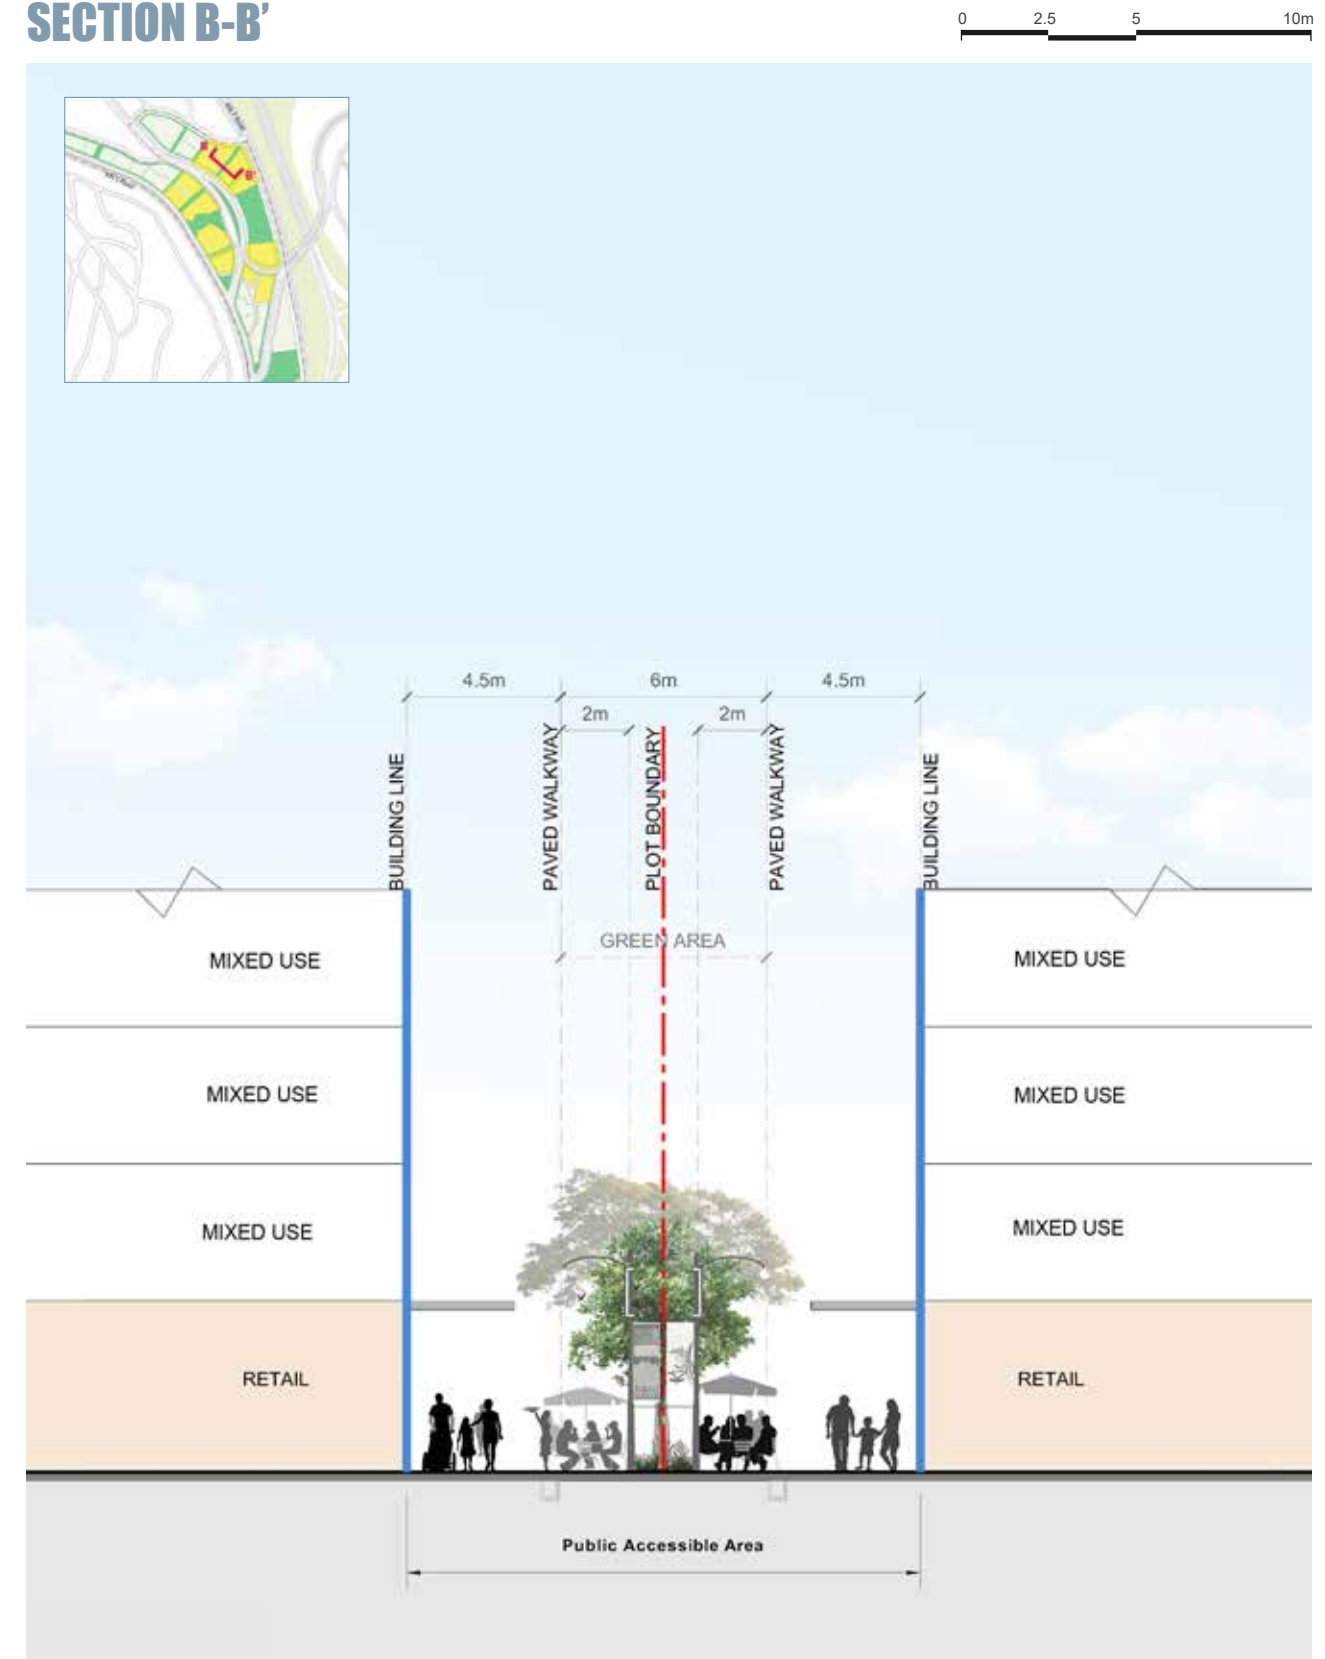 SECTION B-B’
0 2.5 5 10m
B'
4.5m 6m 4.5m
2m 2m
BUILDING LINE
PAVED WALKWAY
PLOT BOUNDARY
PAVED WALKWAY
BUILDING LINE
GREEN AREA
MIXED USE MIXED USE
MIXED USE MIXED USE
MIXED USE MIXED USE
RETAIL RETAIL
Public Accessible Area